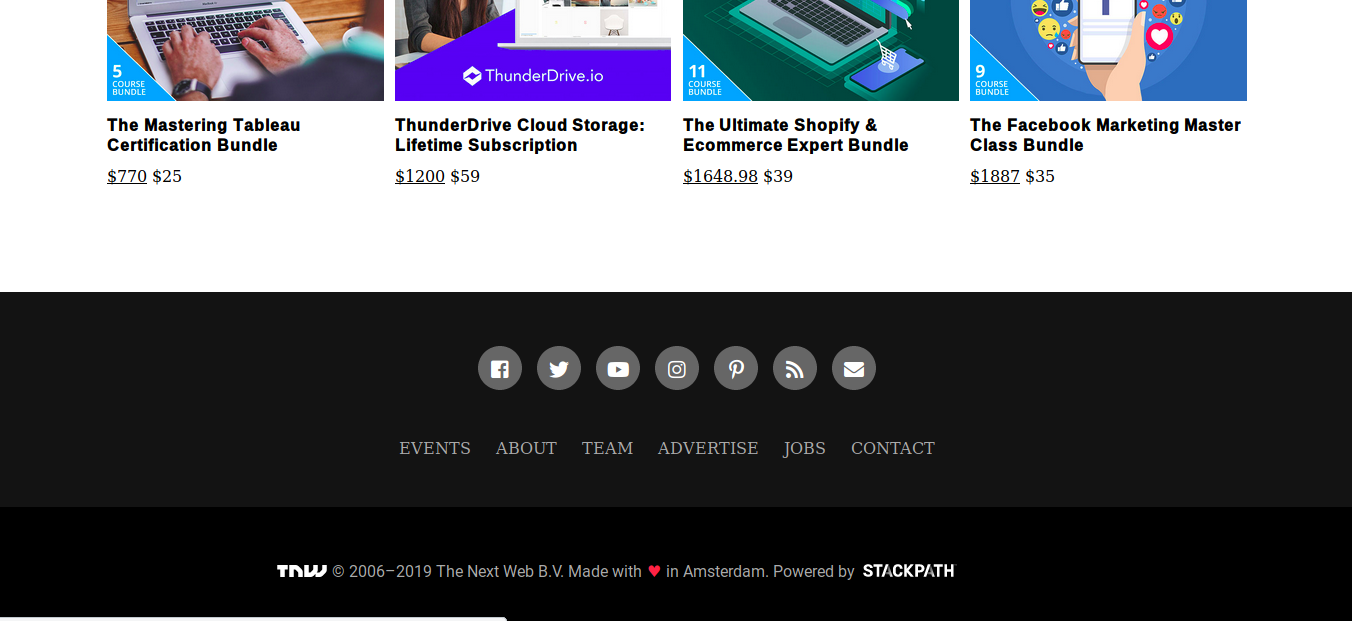 5
COURSE
BUNDLE
ThunderDrive.io
11
COURSE
BUNDLE
9
COURSE
BUNDLE
The Mastering Tableau
Certification Bundle
$770 $25
ThunderDrive Cloud Storage:
Lifetime Subscription
$1200 $59
The Ultimate Shopify &
Ecommerce Expert Bundle
$1648.98 $39
The Facebook Marketing Master
Class Bundle
$1887 $35
EVENTS ABOUT TEAM ADVERTISE JOBS CONTACT
TNW © 2006–2019 The Next Web B.V. Made with ♥ in Amsterdam. Powered by STACKPATH